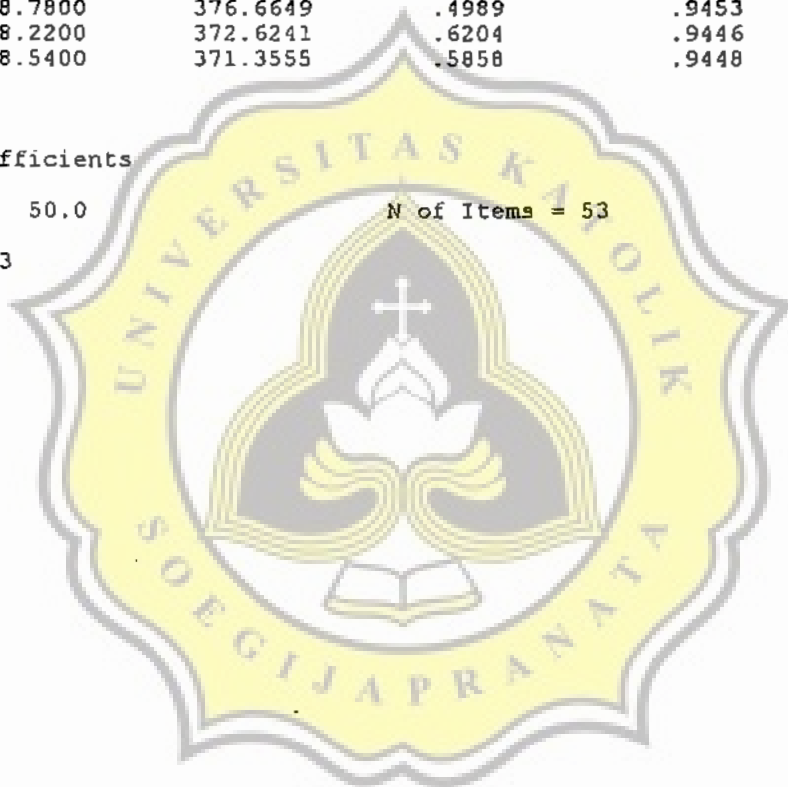 8.7800 376.6649 .4989 .9453
8.2200 372.6241 .6204 .9446
8.5400 371.3555 .5858 .9448
fficients
50.0 N of Items = 53
3
UNIVERSITAS KATOLIK
SOEGIJAPRANATA